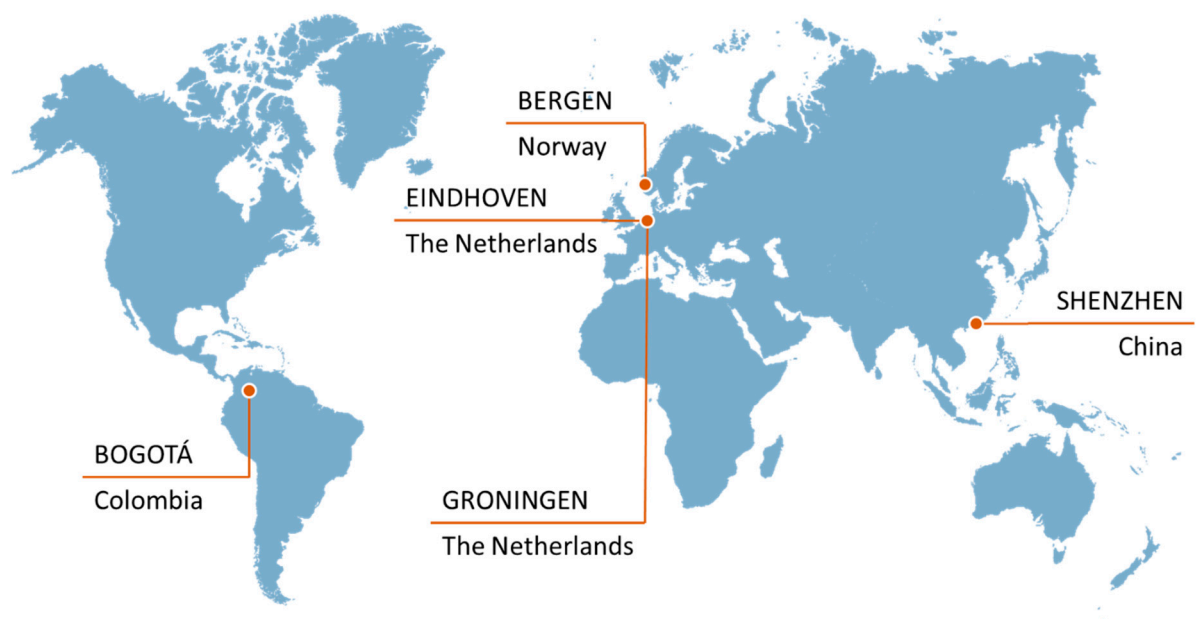 BERGEN
Norway
EINDHOVEN
The Netherlands
SHENZHEN
China
BOGOTÁ
Colombia
GRONINGEN
The Netherlands